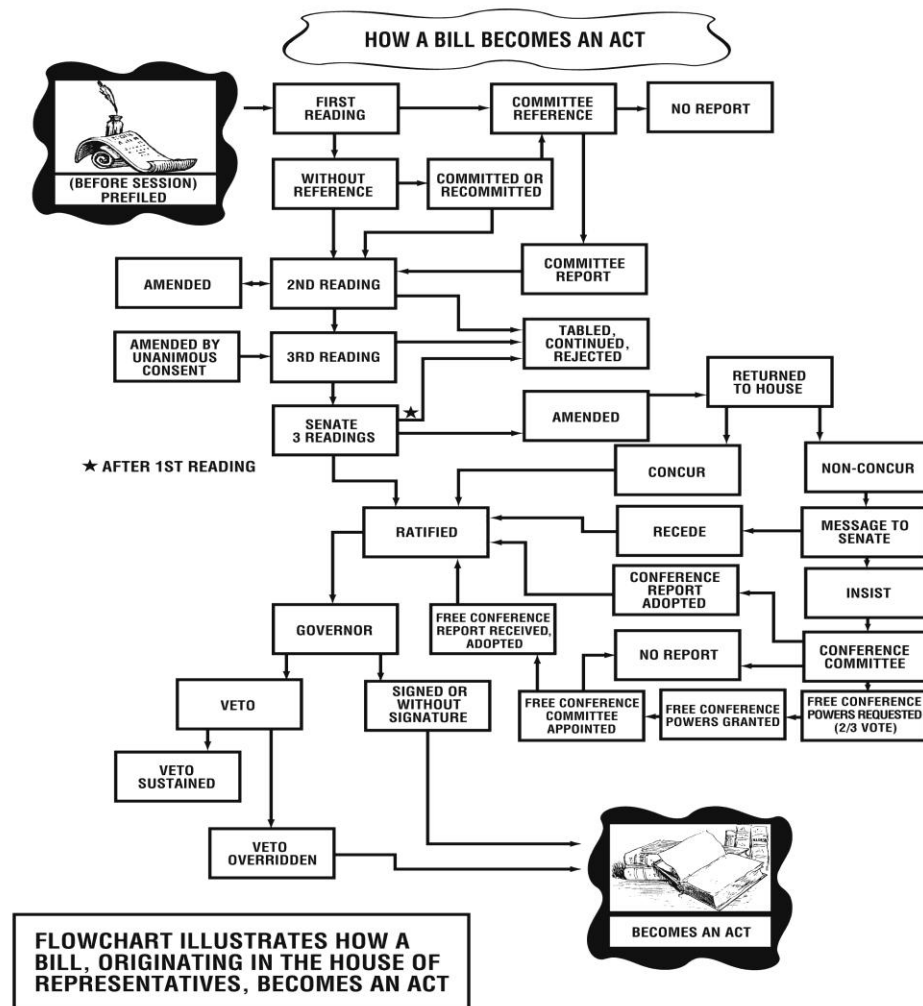 HOW A BILL BECOMES AN ACT
(BEFORE SESSION)
PREFILED
FIRST
READING
COMMITTEE
REFERENCE
NO REPORT
WITHOUT
REFERENCE
COMMITTED OR
RECOMMITTED
AMENDED
2ND READING
COMMITTEE
REPORT
AMENDED BY
UNANIMOUS
CONSENT
3RD READING
TABLED,
CONTINUED,
REJECTED
RETURNED
TO HOUSE
SENATE
3 READINGS
★
AMENDED
★ AFTER 1ST READING
CONCUR
NON-CONCUR
RATIFIED
RECEDE
MESSAGE TO
SENATE
CONFERENCE
REPORT
ADOPTED
INSIST
GOVERNOR
FREE CONFERENCE
REPORT RECEIVED,
ADOPTED
NO REPORT
CONFERENCE
COMMITTEE
VETO
SIGNED OR
WITHOUT
SIGNATURE
FREE CONFERENCE
COMMITTEE
APPOINTED
FREE CONFERENCE
POWERS GRANTED
FREE CONFERENCE
POWERS REQUESTED
(2/3 VOTE)
VETO
SUSTAINED
VETO
OVERRIDDEN
BECOMES AN ACT
FLOWCHART ILLUSTRATES HOW A
BILL, ORIGINATING IN THE HOUSE OF
REPRESENTATIVES, BECOMES AN ACT